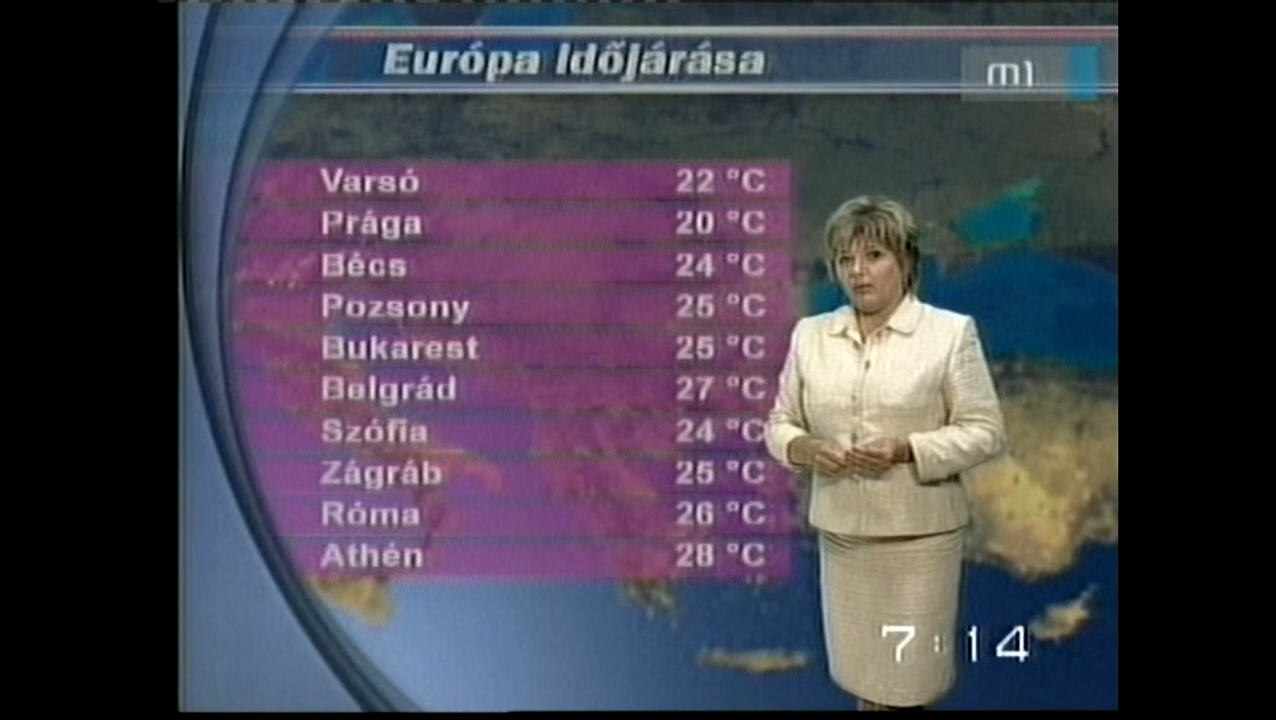 Európa Időjárása
m1
Varsó 22 °C
Prága 20 °C
Bécs 24 °C
Pozsony 25 °C
Bukarest 25 °C
Belgrád 27 °C
Szófia 24 °C
Zágráb 25 °C
Róma 26 °C
Athén 28 °C
7:14